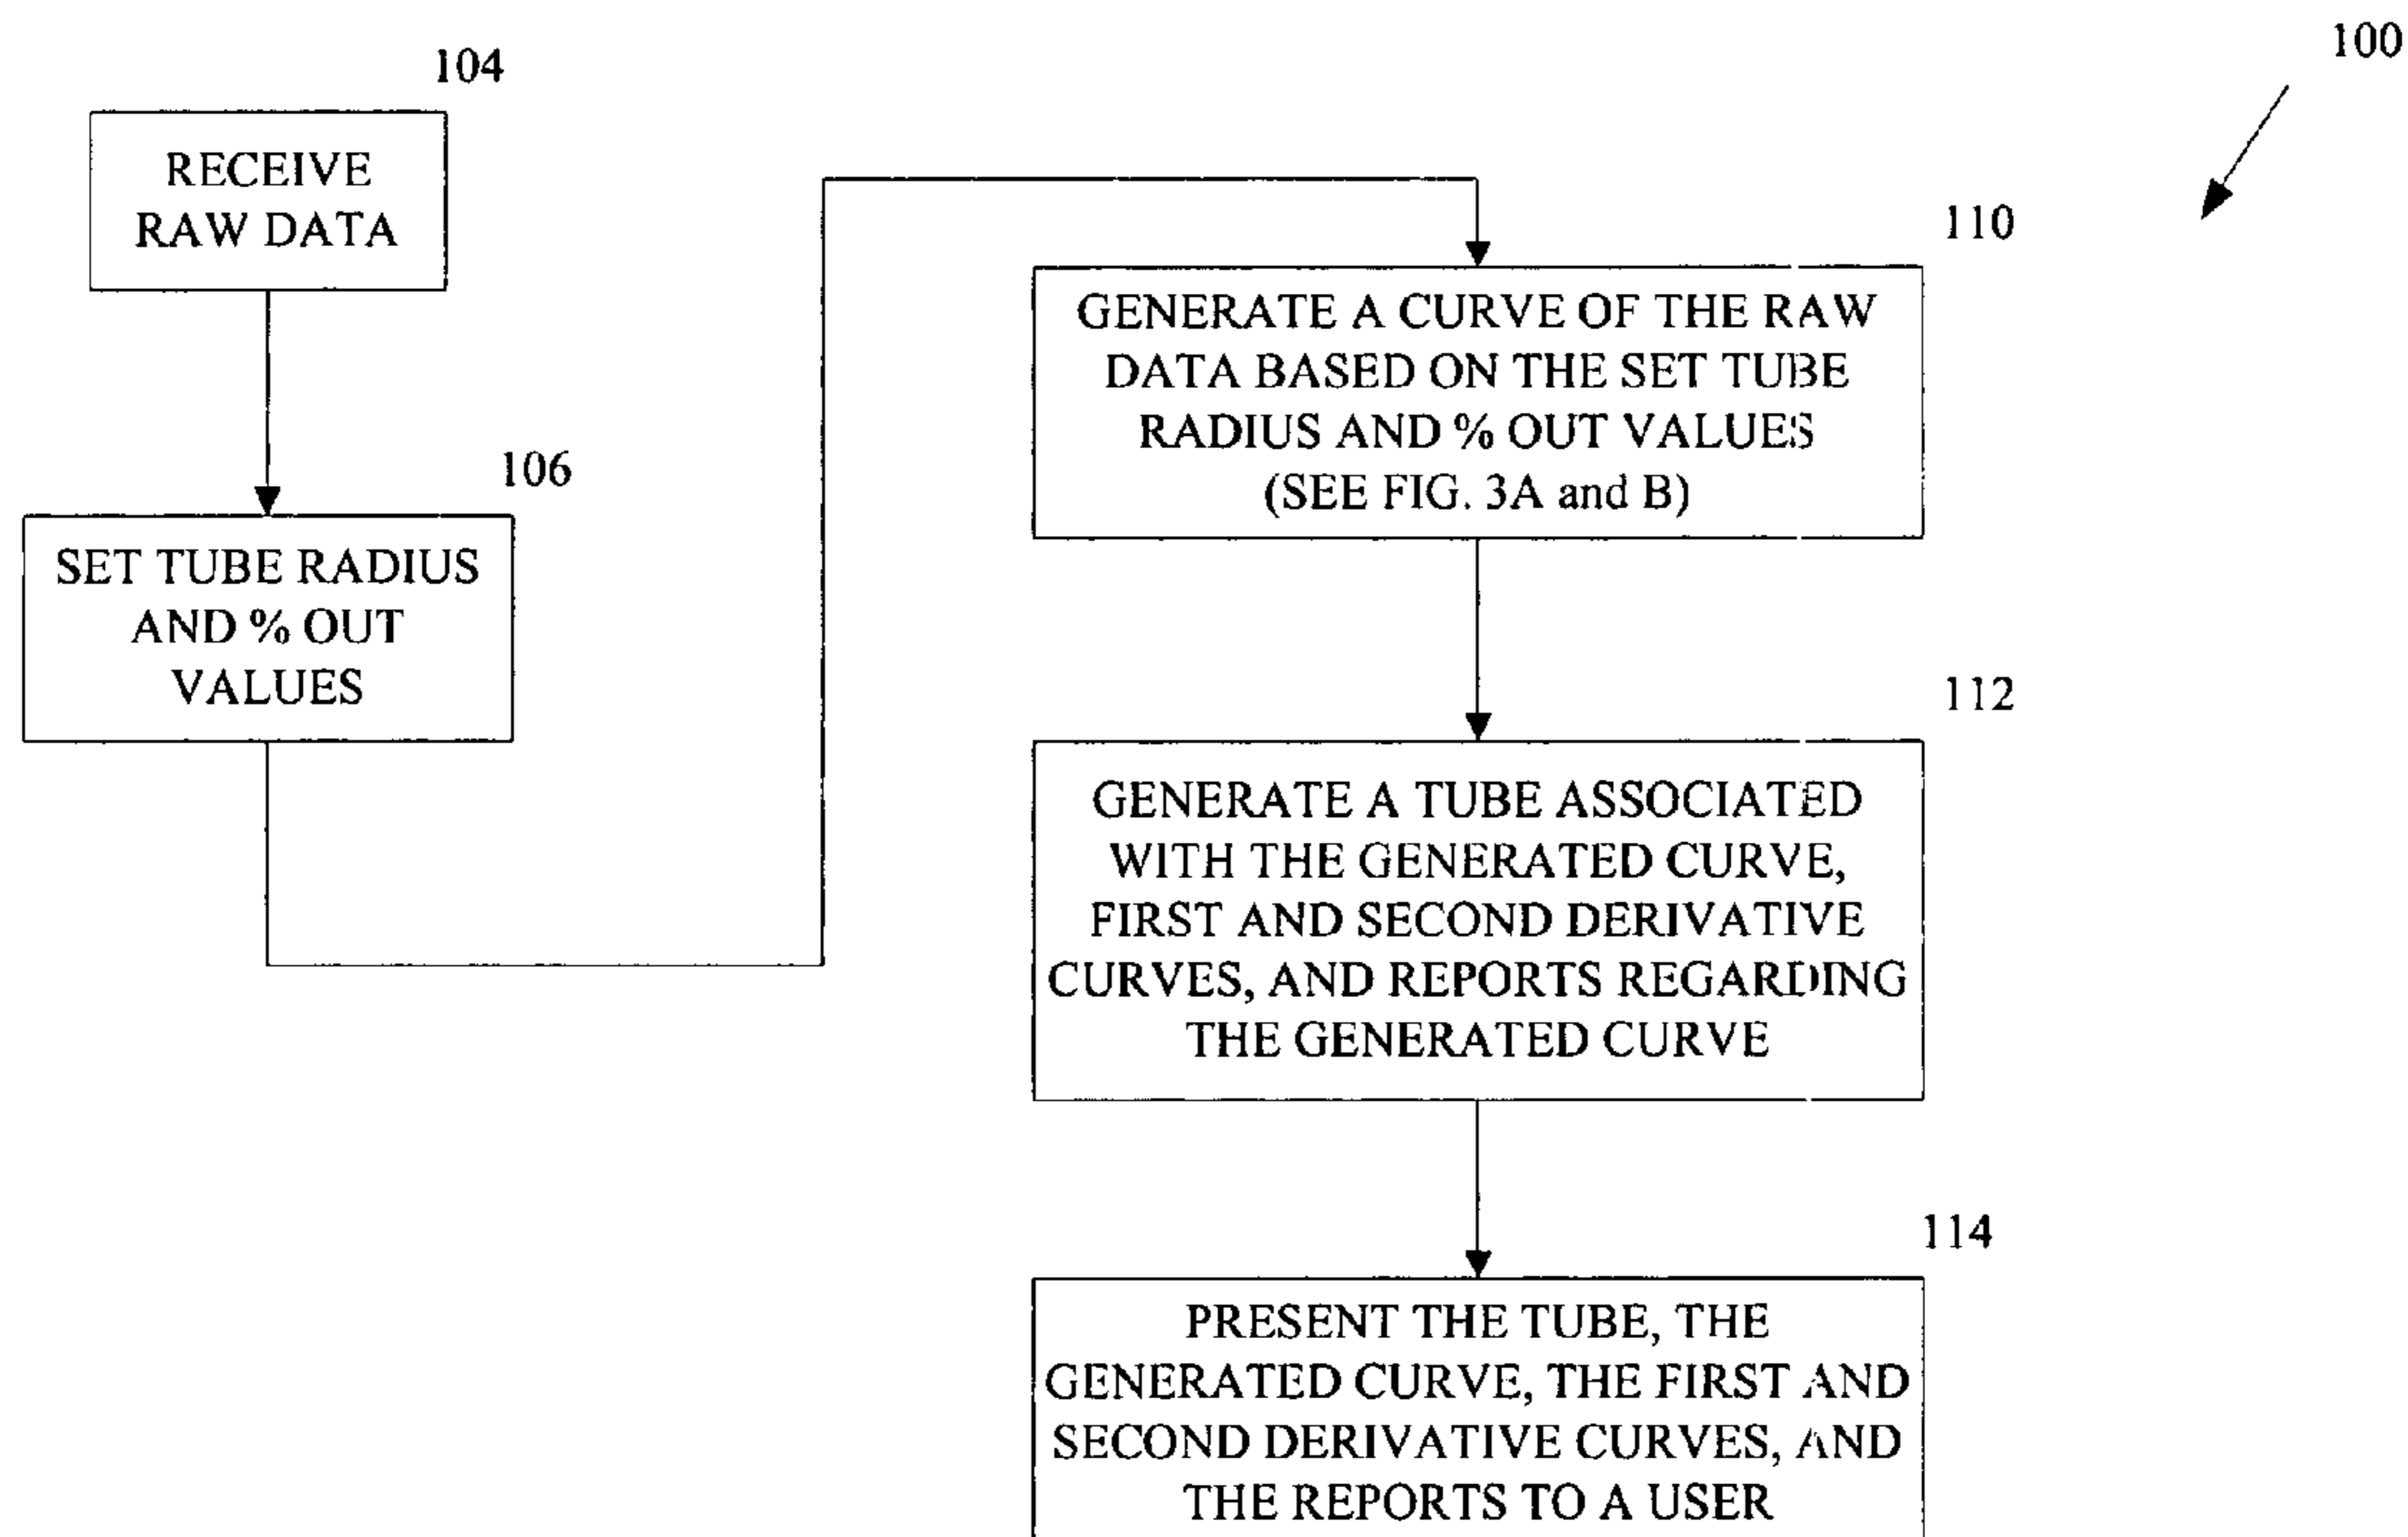 100
104
RECEIVE
RAW DATA
106
SET TUBE RADIUS
AND % OUT
VALUES
110
GENERATE A CURVE OF THE RAW
DATA BASED ON THE SET TUBE
RADIUS AND % OUT VALUES
(SEE FIG. 3A and B)
112
GENERATE A TUBE ASSOCIATED
WITH THE GENERATED CURVE,
FIRST AND SECOND DERIVATIVE
CURVES, AND REPORTS REGARDING
THE GENERATED CURVE
114
PRESENT THE TUBE, THE
GENERATED CURVE, THE FIRST AND
SECOND DERIVATIVE CURVES, AND
THE REPORTS TO A USER